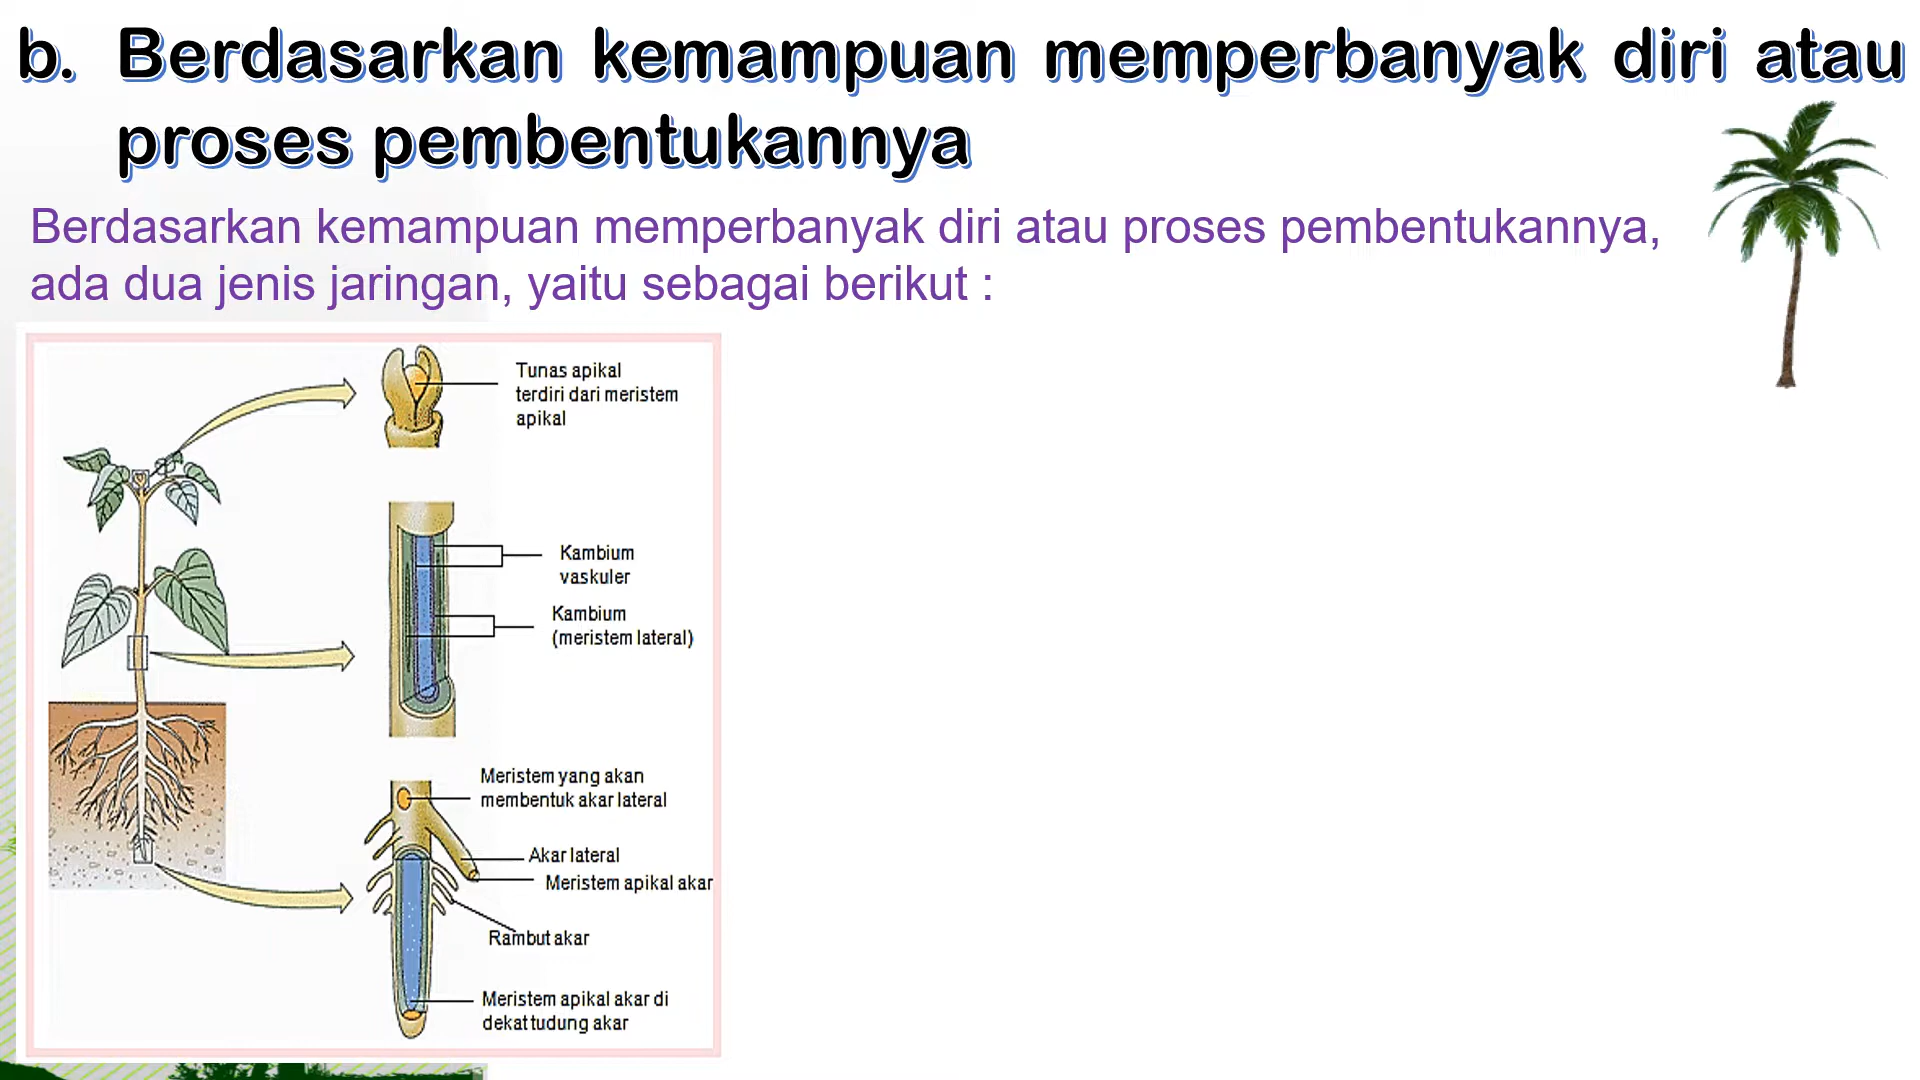 b. Berdasarkan kemampuan memperbanyak diri atau
proses pembentukannya
Berdasarkan kemampuan memperbanyak diri atau proses pembentukannya,
ada dua jenis jaringan, yaitu sebagai berikut :
Tunas apikal
terdiri dari meristem
apikal
Kambium
vaskuler
Kambium
(meristem lateral)
Meristem yang akan
membentuk akar lateral
Akar lateral
Meristem apikal akar
Rambut akar
Meristem apikal akar di
dekat tudung akar